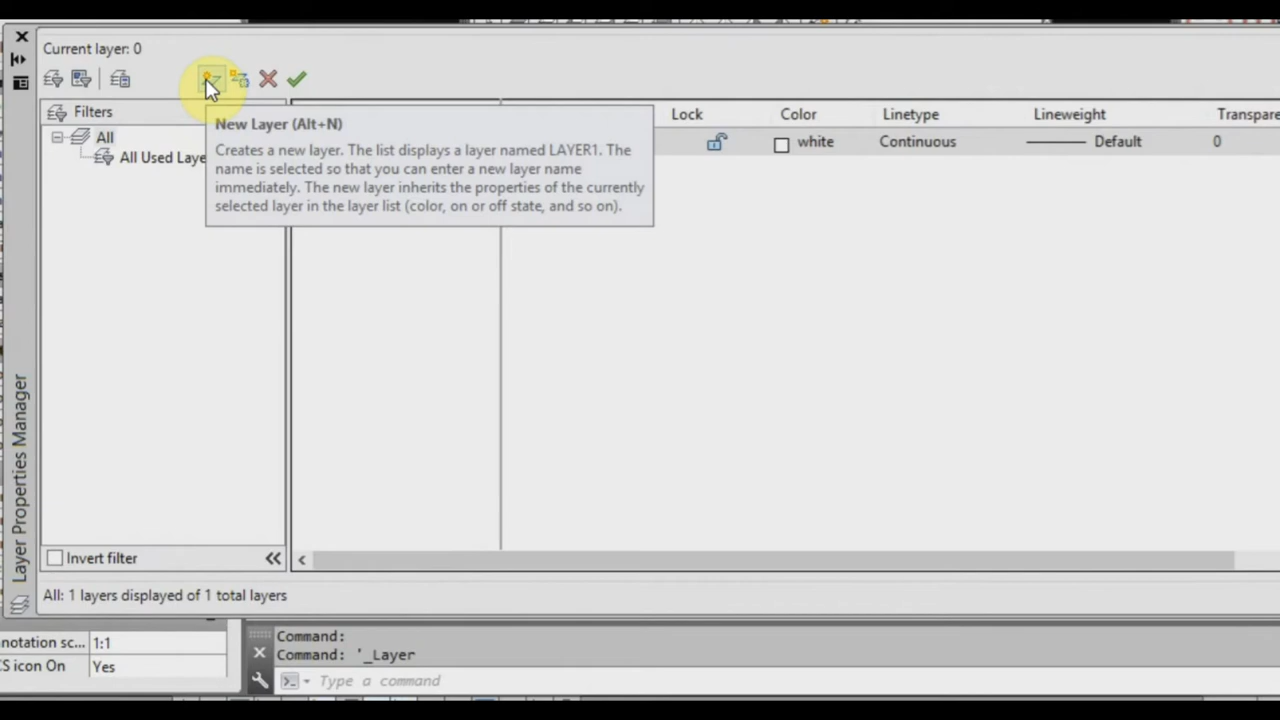 Current layer: 0
Filters
All
All Used Laye
New Layer (Alt+N)
Creates a new layer. The list displays a layer named LAYER1. The
name is selected so that you can enter a new layer name
immediately. The new layer inherits the properties of the currently
selected layer in the layer list (color, on or off state, and so on).
Lock Color Linetype Lineweight Transpare
white Continuous Default 0
Invert filter
All: 1 layers displayed of 1 total layers
Layer Properties Manager
notation sc... 1:1
CS icon On Yes
Command:
Command: '_Layer
Type a command